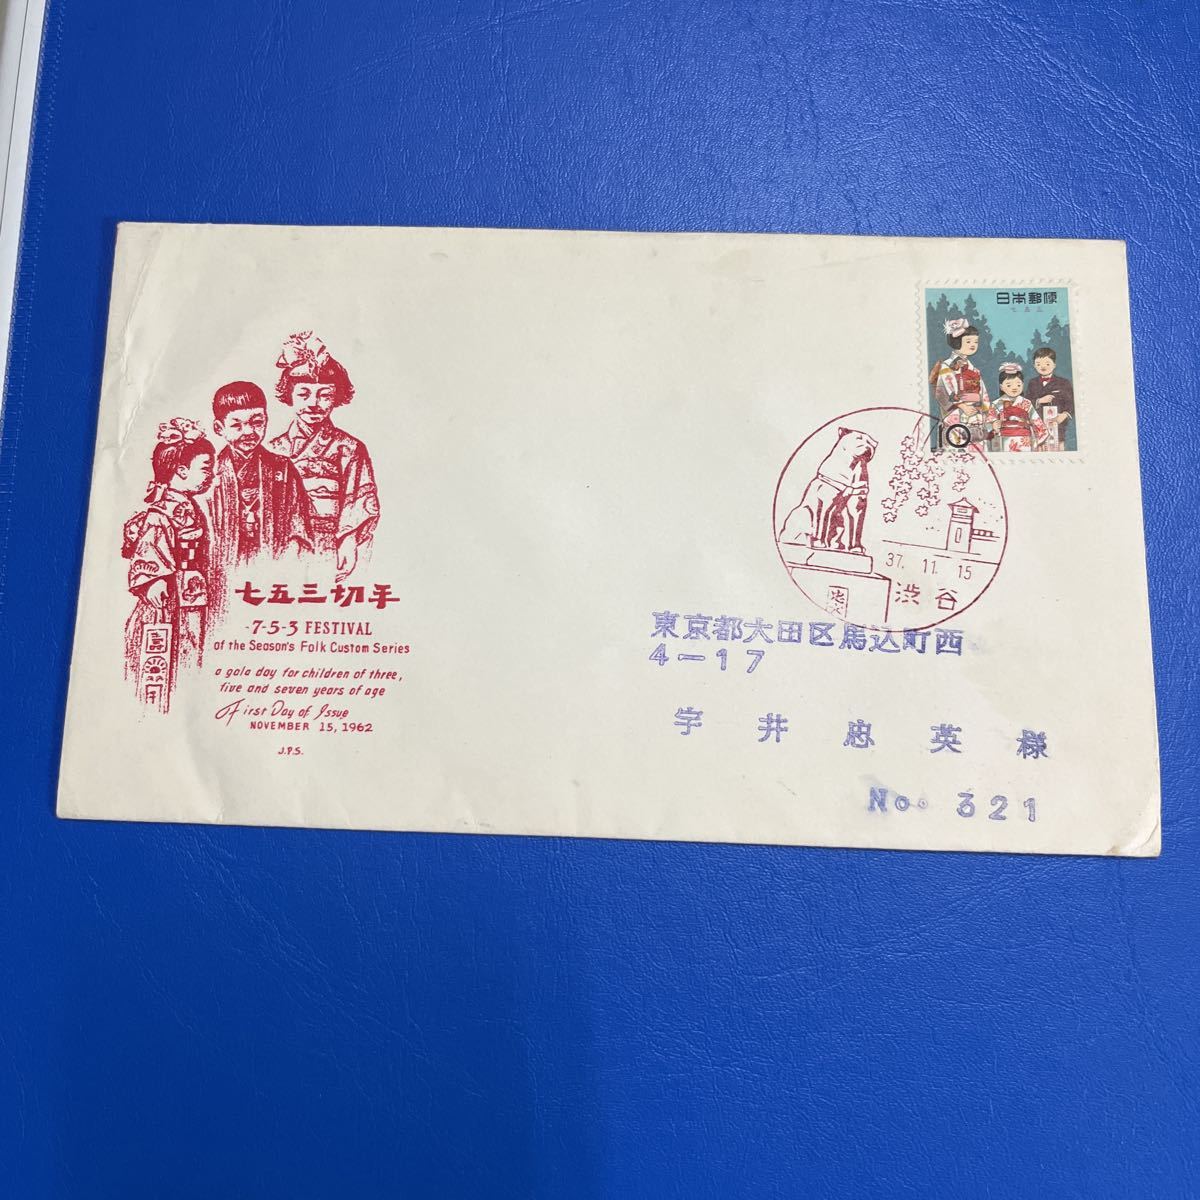 日本郵便
七五三
10
37.11.15
渋谷
七五三切手
-7-5-3 FESTIVAL
of the Season's Folk Custom Series
a gala day for children of three,
five and seven years of age
First Day of Issue
NOVEMBER 15, 1962
J.P.S.
東京都大田区馬込町西
4-17
宇井忠英様
No. 321